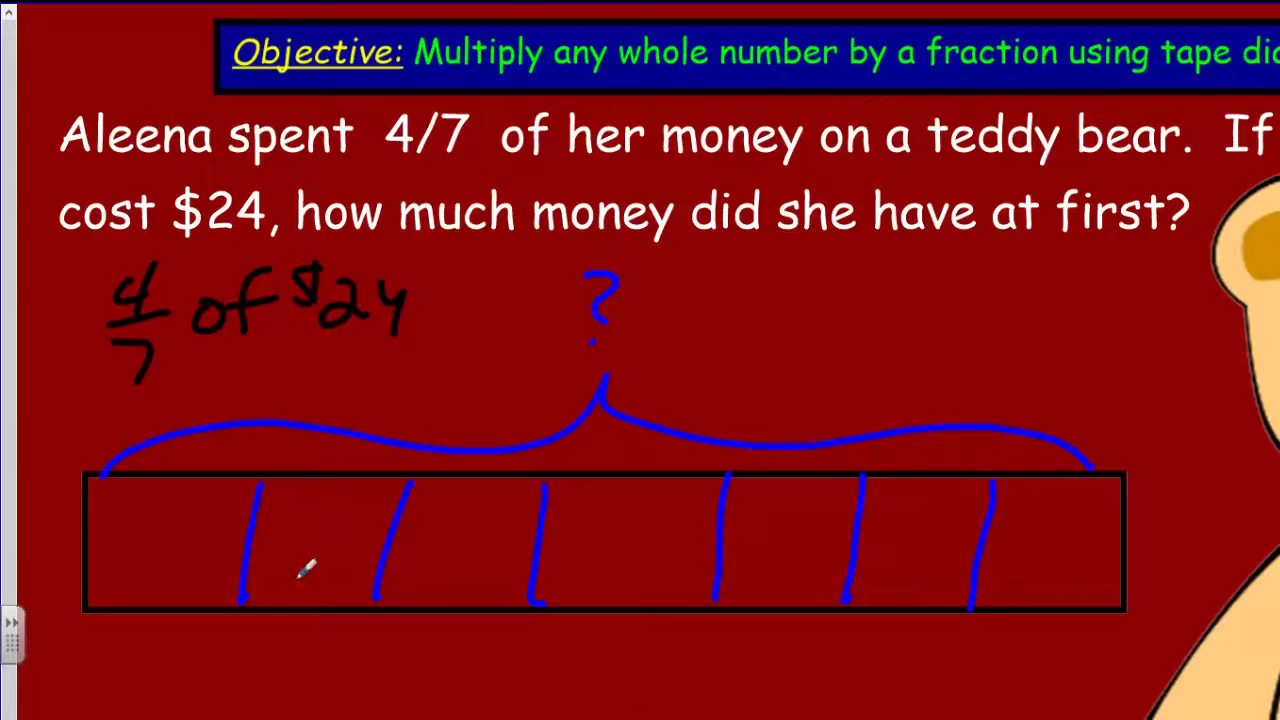 Objective: Multiply any whole number by a fraction using tape
Aleena spent 4/7 of her money on a teddy bear. If
cost $24, how much money did she have at first?
4/7 of $24
?